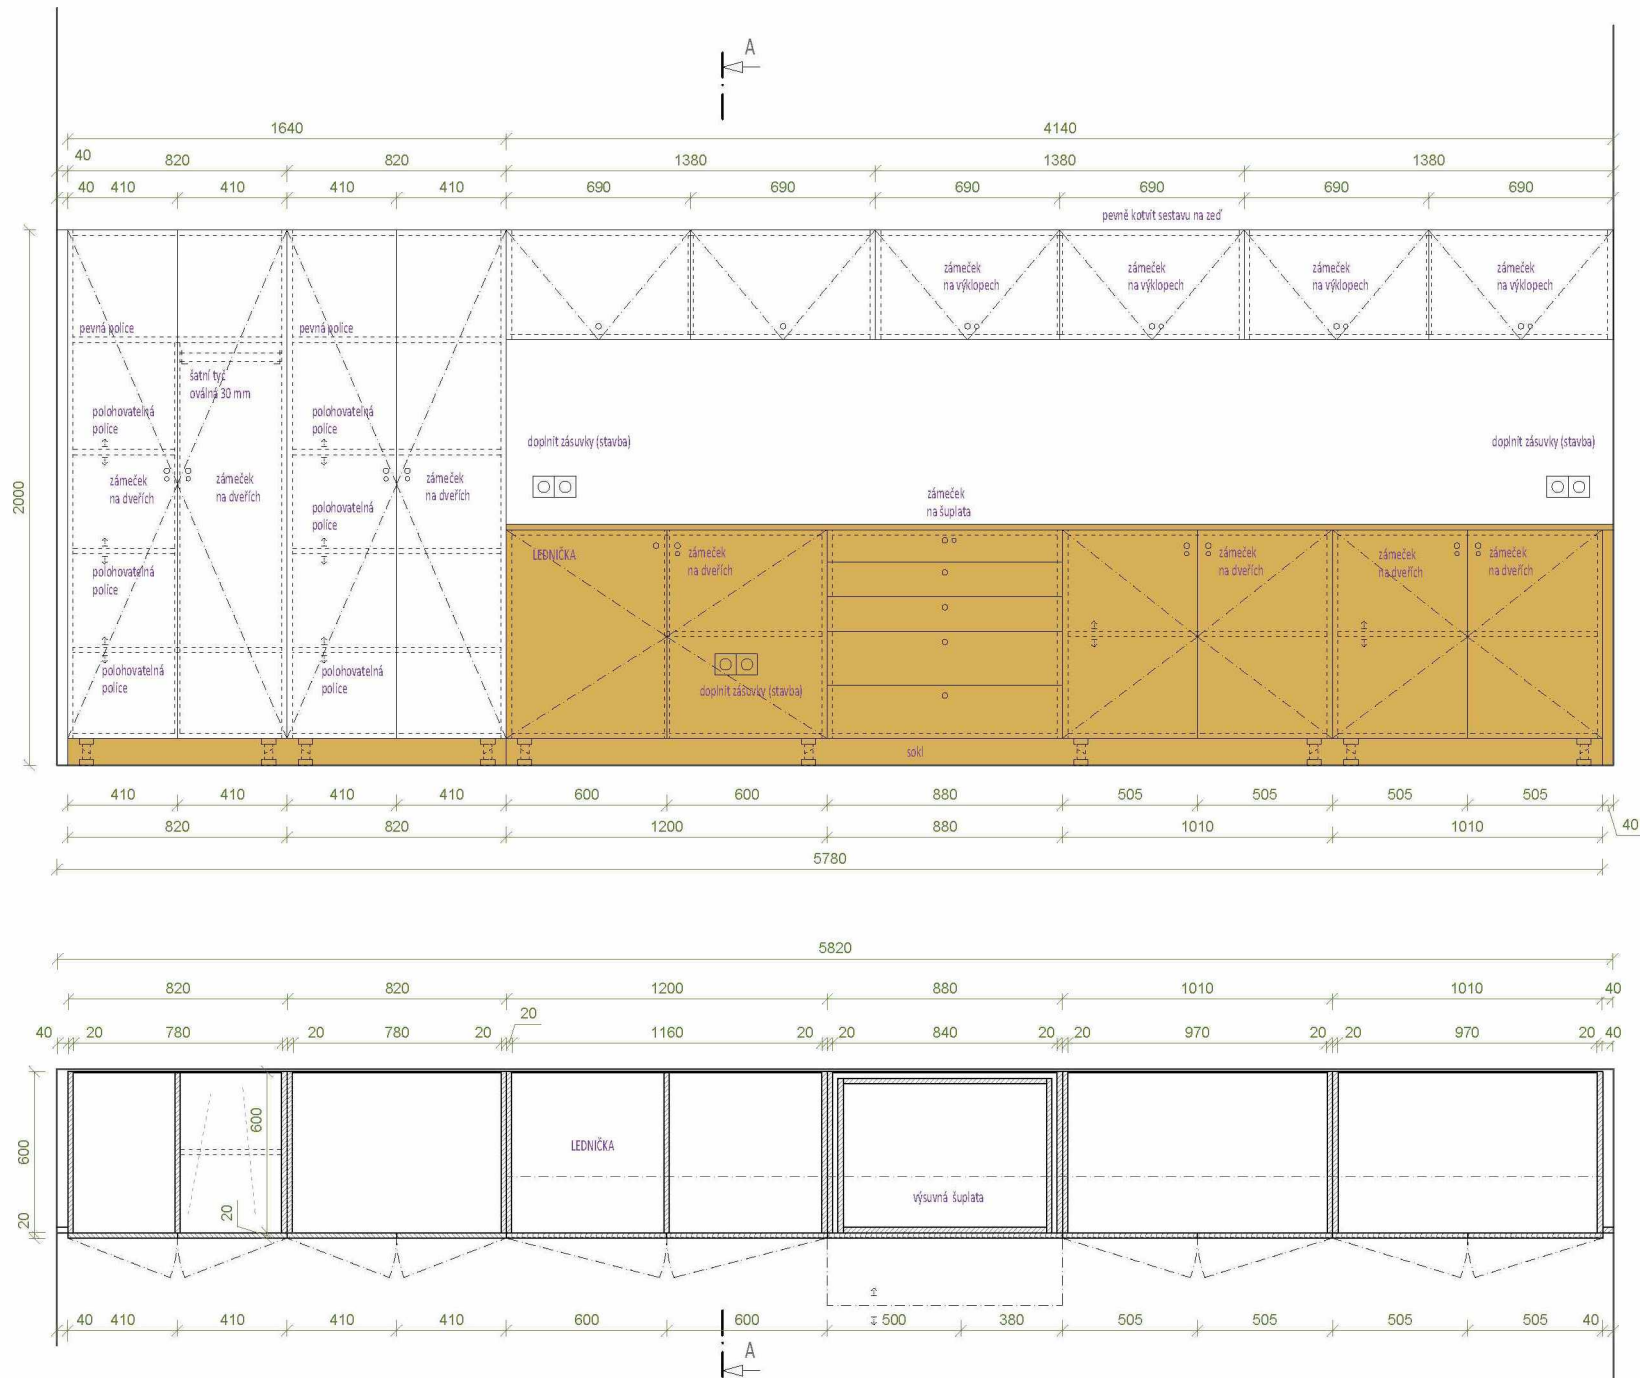 A
1640 4140
40 820 820 1380 1380 1380
40 410 410 410 410 690 690 690 690 690 690
pevně kotvit sestavu na zeď
zámeček
na výklopech
zámeček
na výklopech
zámeček
na výklopech
zámeček
na výklopech
pevná police
pevná police
šatní tyč
oválná 30 mm
polohovatelná
police
polohovatelná
police
doplnit zásuvky (stavba)
doplnit zásuvky (stavba)
zámeček
na dveřích
zámeček
na dveřích
zámeček
na dveřích
2000
zámeček
na šuplata
polohovatelná
police
LEDNIČKA
zámeček
na dveřích
zámeček
na dveřích
zámeček
na dveřích
zámeček
na dveřích
polohovatelná
police
polohovatelná
police
polohovatelná
police
doplnit zásuvky (stavba)
sokl
410 410 410 410 600 600 880 505 505 505 505
820 820 1200 880 1010 1010 40
5780
5820
820 820 1200 880 1010 1010 40
20
40 20 780 20 780 20 1160 20 20 840 20 20 970 20 20 970 20 40
600
600
LEDNIČKA
výsuvná šuplata
20
20
40 410 410 410 410 600 600 500 380 505 505 505 505 40
A